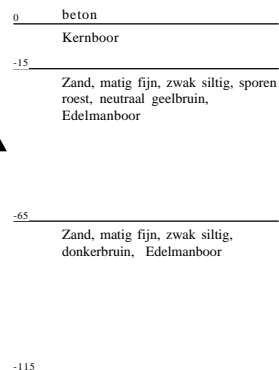 0 beton
Kernboor
-15
Zand, matig fijn, zwak siltig, sporen
roest, neutraal geelbruin,
Edelmanboor
-65
Zand, matig fijn, zwak siltig,
donkerbruin, Edelmanboor
-115